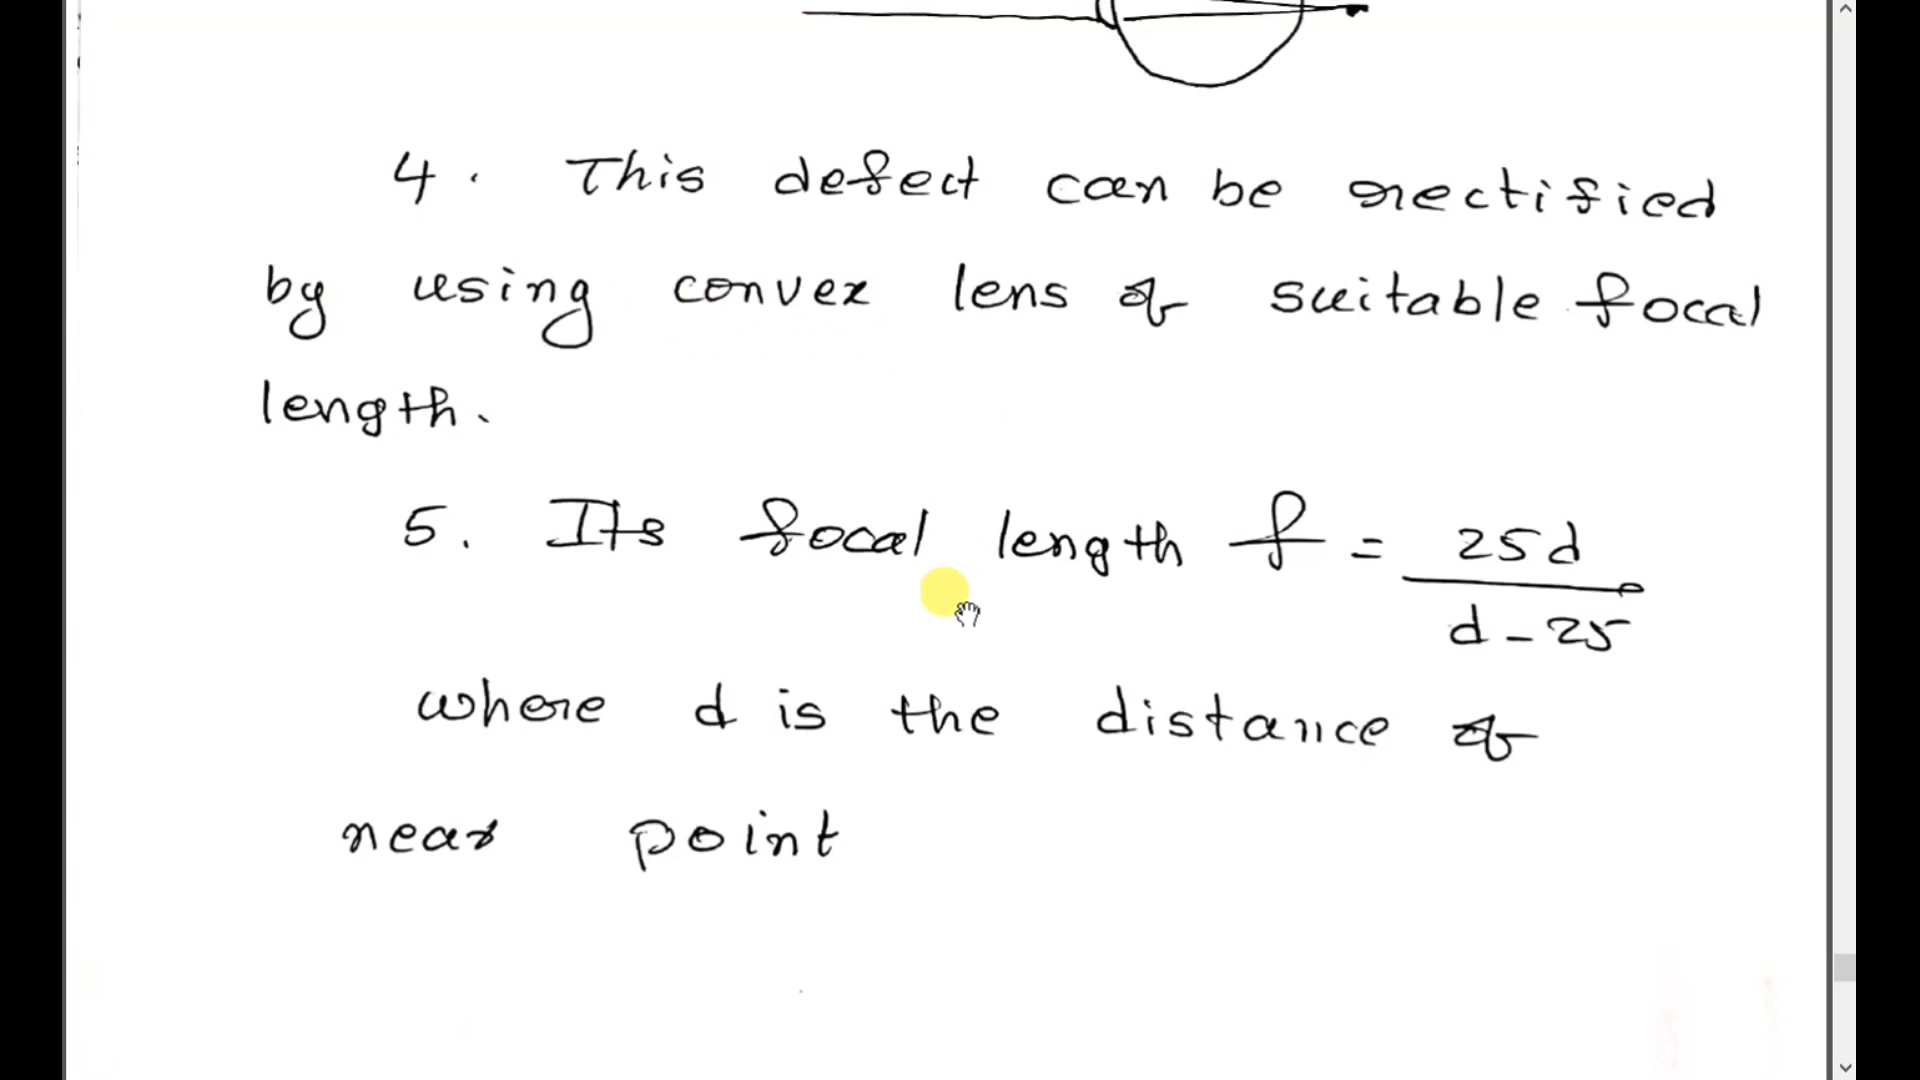 4. This defect can be rectified
by using convex lens of suitable focal
length.
5. Its focal length f = 25d
d - 25
where d is the distance of
near point